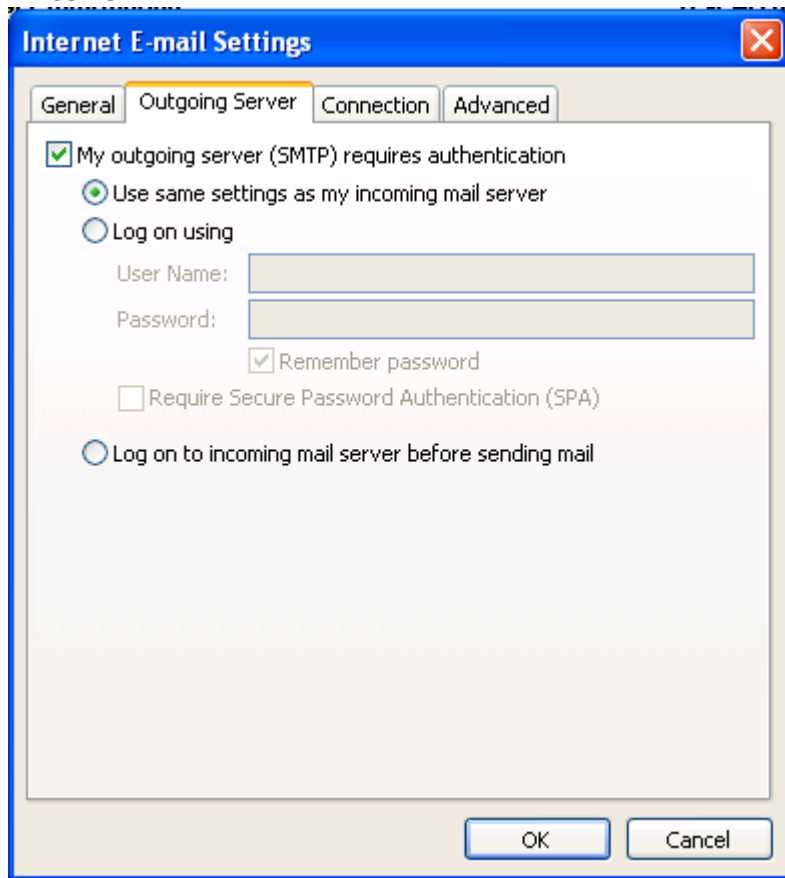 Internet E-mail Settings
General Outgoing Server Connection Advanced
My outgoing server (SMTP) requires authentication
Use same settings as my incoming mail server
Log on using
User Name:
Password:
Remember password
Require Secure Password Authentication (SPA)
Log on to incoming mail server before sending mail
OK Cancel